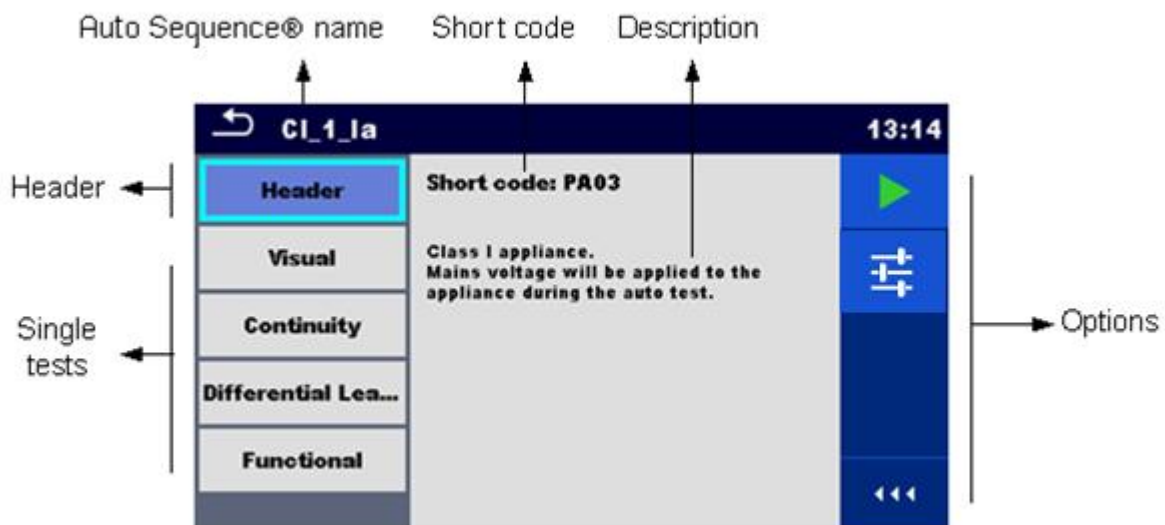 Auto Sequence® name Short code Description
Cl_1_Ia 13:14
Header Header Short code: PA03
Visual Class I appliance.
Mains voltage will be applied to the
appliance during the auto test.
Single
tests
Continuity
Options
Differential Lea...
Functional